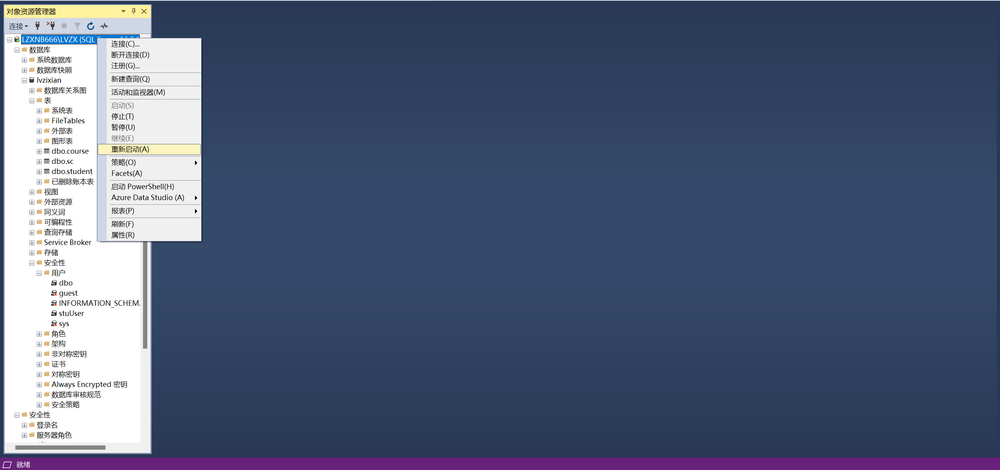 对象资源管理器
连接
LZXNB666\LVZX (SQL
数据库
系统数据库
数据库快照
lvzixian
数据库关系图
表
系统表
FileTables
外部表
图形表
dbo.course
dbo.sc
dbo.student
已删除账本表
视图
外部资源
同义词
可编程性
查询存储
Service Broker
存储
安全性
用户
dbo
guest
INFORMATION_SCHEM
stuUser
sys
角色
架构
非对称密钥
证书
对称密钥
Always Encrypted 密钥
数据库审核规范
安全策略
安全性
登录名
服务器角色
连接(C)...
断开连接(D)
注册(G)...
新建查询(Q)
活动和监视器(M)
启动(S)
停止(T)
暂停(U)
继续(E)
重新启动(A)
策略(O)
Facets(A)
启动 PowerShell(H)
Azure Data Studio (A)
报表(P)
刷新(F)
属性(R)
就绪